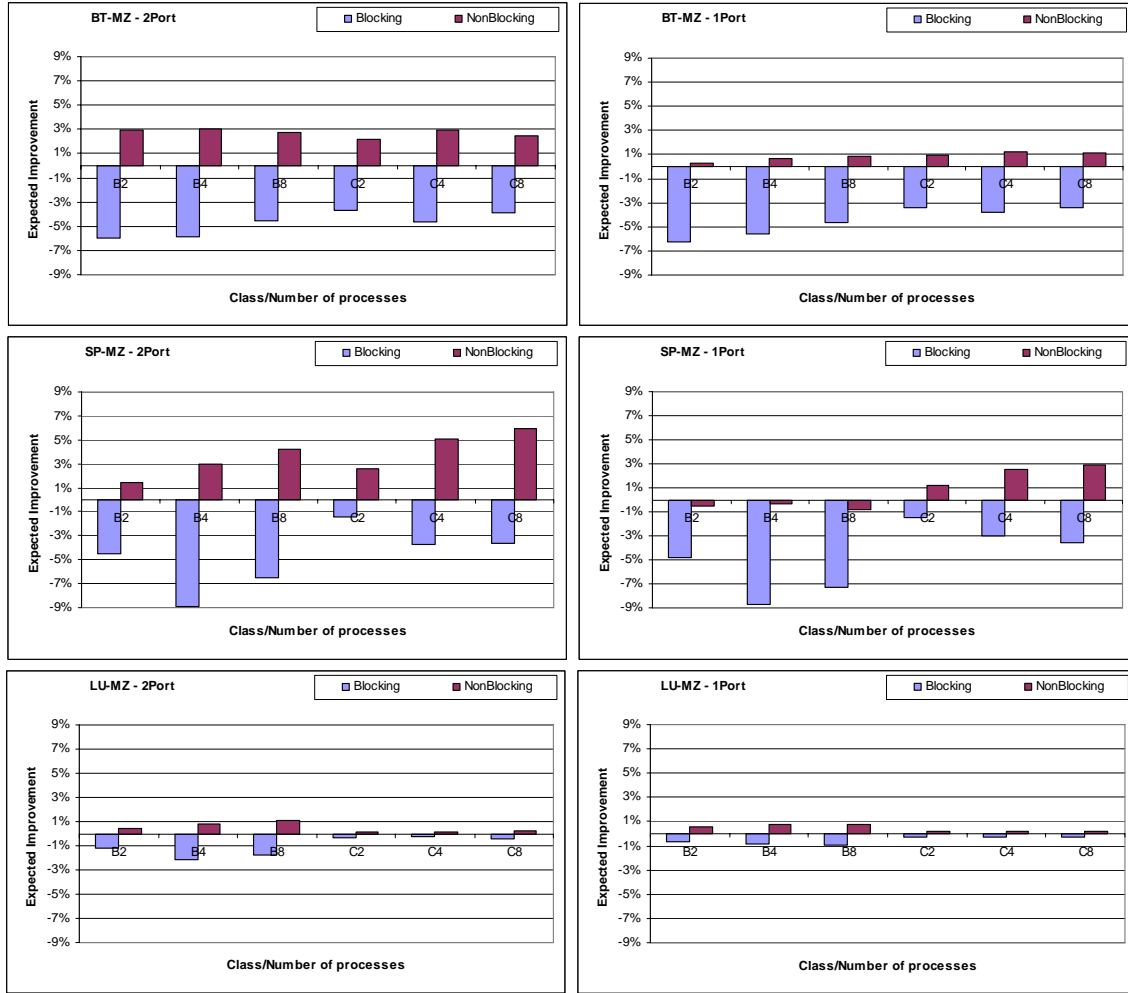 BT-MZ - 2Port
Blocking NonBlocking
Expected Improvement
9%
7%
5%
3%
1%
-1%
-3%
-5%
-7%
-9%
B2 B4 B8 C2 C4 C8
Class/Number of processes
BT-MZ - 1Port
Blocking NonBlocking
Expected Improvement
9%
7%
5%
3%
1%
-1%
-3%
-5%
-7%
-9%
B2 B4 B8 C2 C4 C8
Class/Number of processes
SP-MZ - 2Port
Blocking NonBlocking
Expected Improvement
9%
7%
5%
3%
1%
-1%
-3%
-5%
-7%
-9%
B2 B4 B8 C2 C4 C8
Class/Number of processes
SP-MZ - 1Port
Blocking NonBlocking
Expected Improvement
9%
7%
5%
3%
1%
-1%
-3%
-5%
-7%
-9%
B2 B4 B8 C2 C4 C8
Class/Number of processes
LU-MZ - 2Port
Blocking NonBlocking
Expected Improvement
9%
7%
5%
3%
1%
-1%
-3%
-5%
-7%
-9%
B2 B4 B8 C2 C4 C8
Class/Number of processes
LU-MZ - 1Port
Blocking NonBlocking
Expected Improvement
9%
7%
5%
3%
1%
-1%
-3%
-5%
-7%
-9%
B2 B4 B8 C2 C4 C8
Class/Number of processes